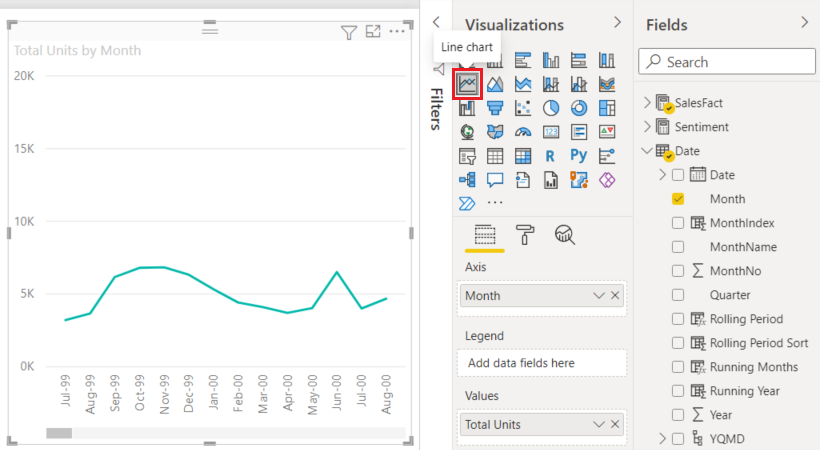 Total Units by Month
20K
15K
10K
5K
0K
Jul-99
Aug-99
Sep-99
Oct-99
Nov-99
Dec-99
Jan-00
Feb-00
Mar-00
Apr-00
May-00
Jun-00
Jul-00
Aug-00
Filters
Visualizations
Line chart
123
R
Py
Axis
Month
Legend
Add data fields here
Values
Total Units
Fields
Search
SalesFact
Sentiment
Date
Date
Month
MonthIndex
MonthName
MonthNo
Quarter
Rolling Period
Rolling Period Sort
Running Months
Running Year
Year
YQMD